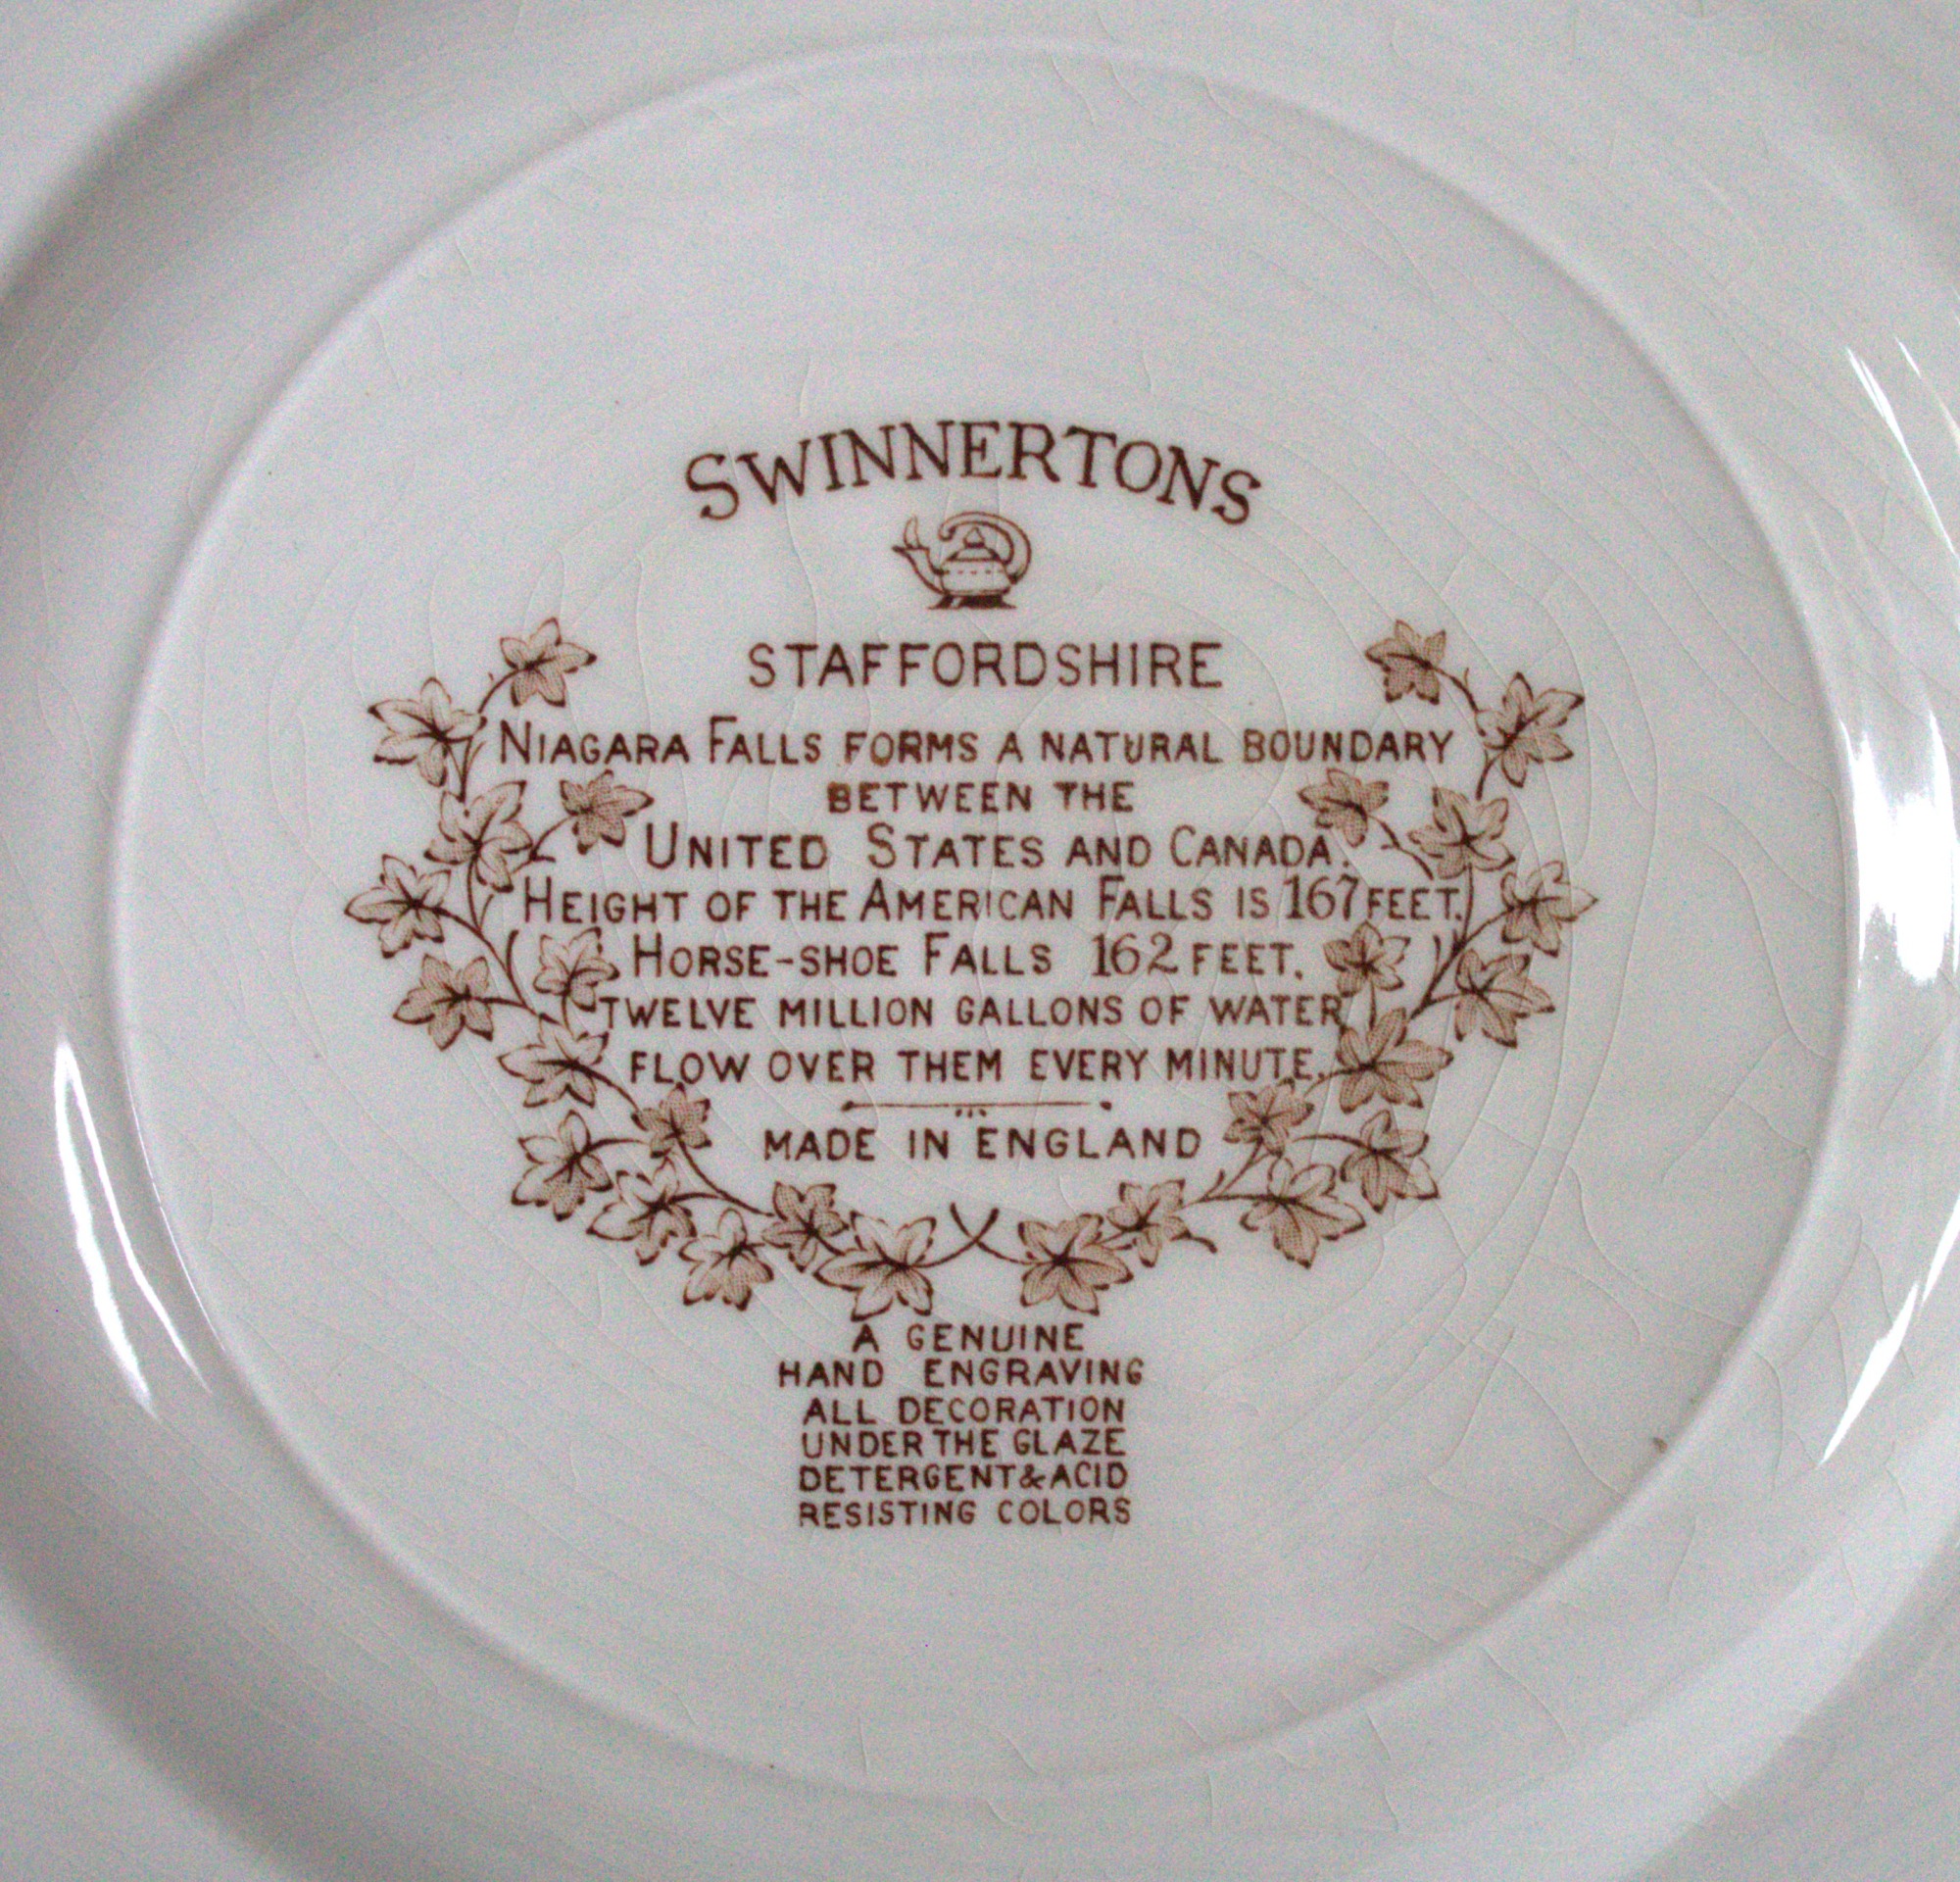 SWINNERTONS
STAFFORDSHIRE
NIAGARA FALLS FORMS A NATURAL BOUNDARY
BETWEEN THE
UNITED STATES AND CANADA.
HEIGHT OF THE AMERICAN FALLS IS 167 FEET.
HORSE-SHOE FALLS 162 FEET.
TWELVE MILLION GALLONS OF WATER
FLOW OVER THEM EVERY MINUTE.
MADE IN ENGLAND
A GENUINE
HAND ENGRAVING
ALL DECORATION
UNDER THE GLAZE
DETERGENT & ACID
RESISTING COLORS